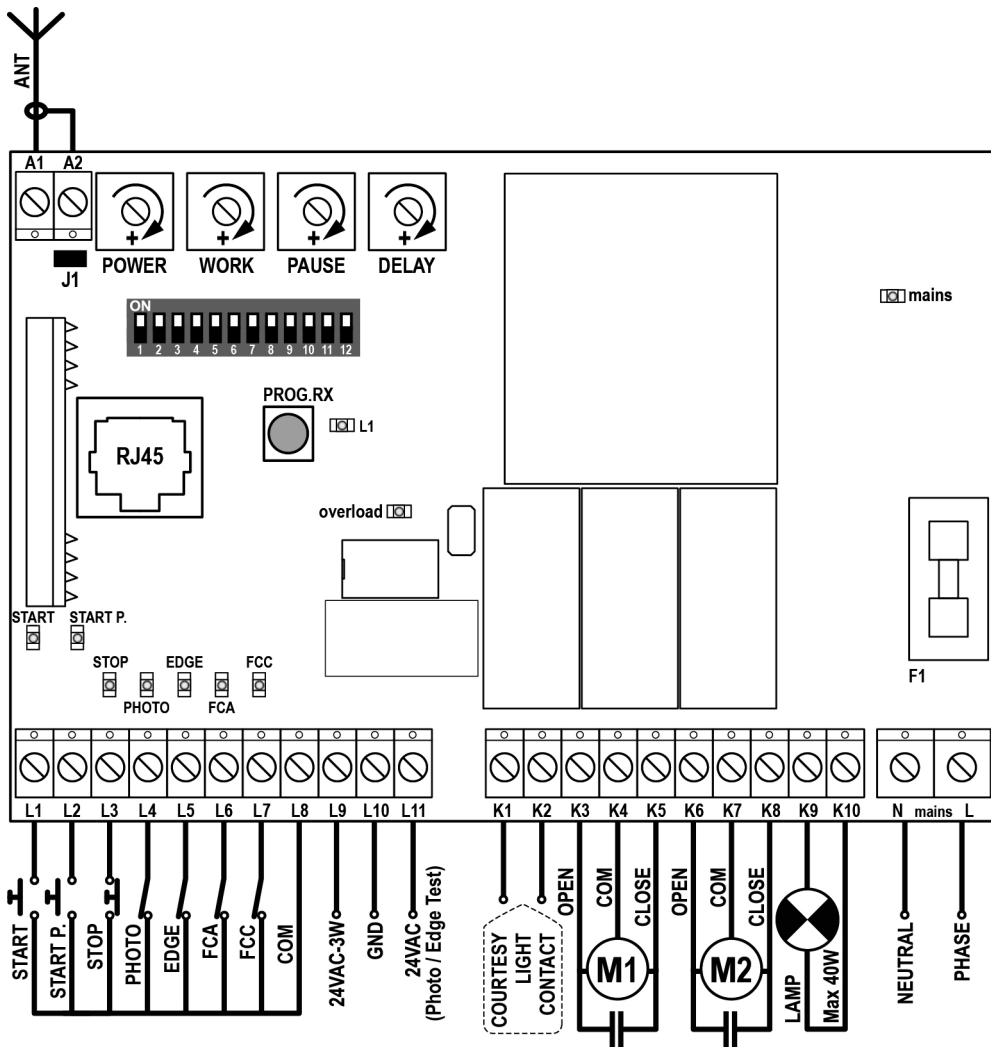 ANT
A1 A2
POWER WORK PAUSE DELAY
J1
mains
ON
1 2 3 4 5 6 7 8 9 10 11 12
PROG.RX
L1
RJ45
overload
START START P.
STOP EDGE FCC
PHOTO FCA
F1
L1 L2 L3 L4 L5 L6 L7 L8 L9 L10 L11
K1 K2 K3 K4 K5 K6 K7 K8 K9 K10
N mains L
START
START P.
STOP
PHOTO
EDGE
FCA
FCC
COM
24VAC-3W
GND
24VAC
(Photo / Edge Test)
COURTESY
LIGHT
CONTACT
OPEN
COM
CLOSE
M1
OPEN
COM
CLOSE
M2
LAMP
Max 40W
NEUTRAL
PHASE